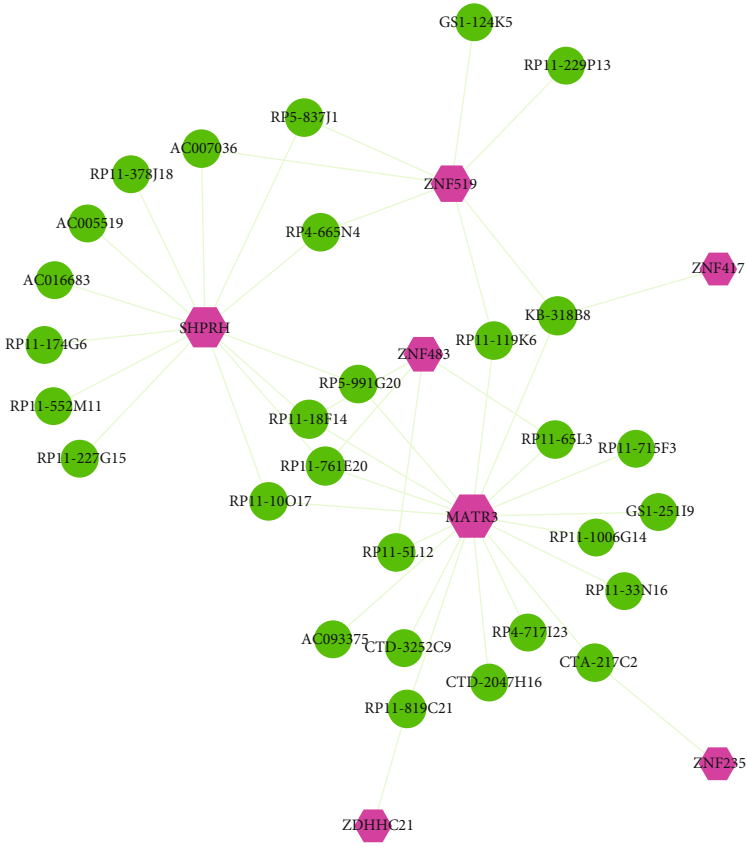 GS1-124K5
RP11-229P13
RP5-837J1
AC007036
RP11-378J18
ZNF519
AC005519
RP4-665N4
ZNF417
AC016683
KB-318B8
SHPRH
RP11-119K6
RP11-174G6
ZNF483
RP5-991G20
RP11-552M11
RP11-18F14
RP11-65L3
RP11-715F3
RP11-227G15
RP11-761E20
RP11-10O17
GS1-251I9
MATR3
RP11-1006G14
RP11-5L12
RP11-33N16
RP4-717I23
AC093375
CTD-3252C9
CTA-217C2
CTD-2047H16
RP11-819C21
ZNF235
ZDHHC21